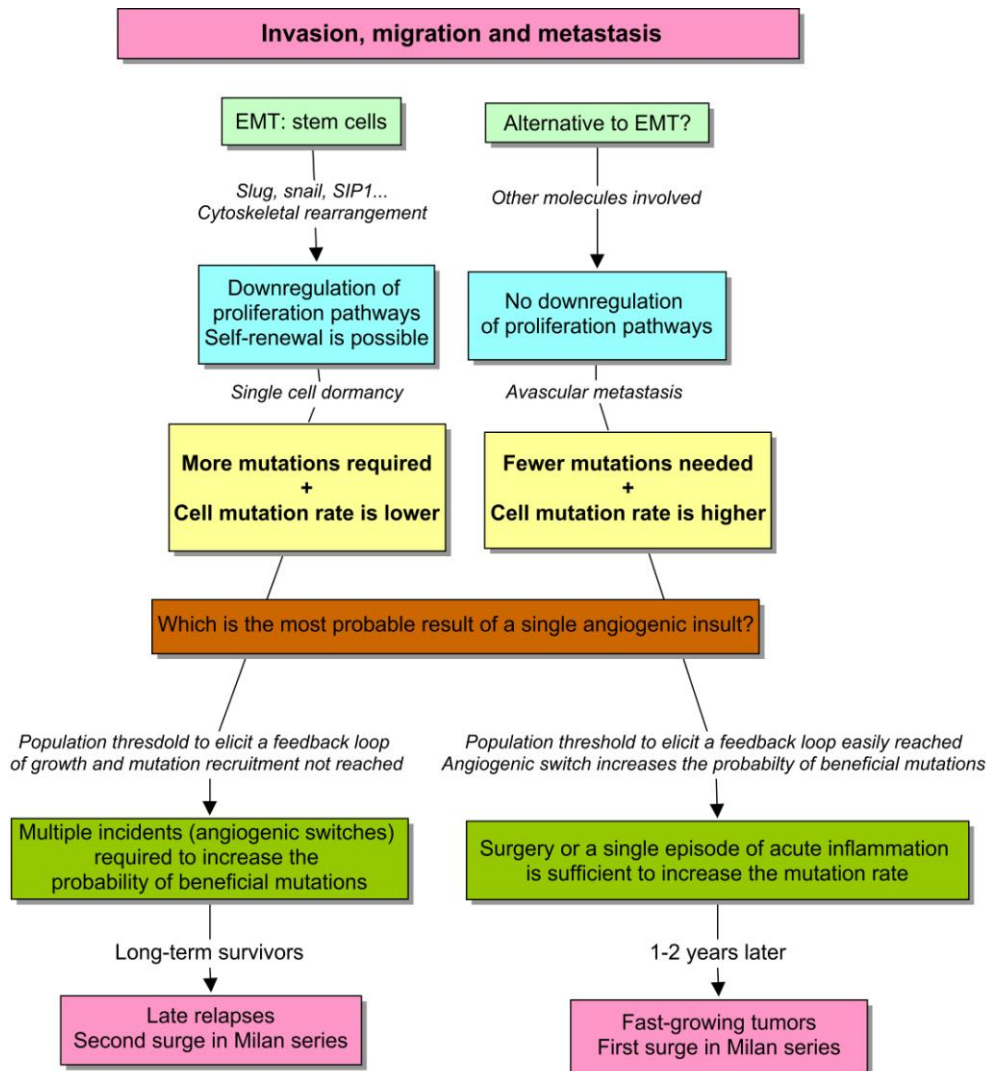 Invasion, migration and metastasis
EMT: stem cells
Alternative to EMT?
Slug, snail, SIP1...
Cytoskeletal rearrangement
Other molecules involved
Downregulation of
proliferation pathways
Self-renewal is possible
No downregulation
of proliferation pathways
Single cell dormancy
Avascular metastasis
More mutations required
+
Cell mutation rate is lower
Fewer mutations needed
+
Cell mutation rate is higher
Which is the most probable result of a single angiogenic insult?
Population thresdold to elicit a feedback loop
of growth and mutation recruitment not reached
Population threshold to elicit a feedback loop easily reached
Angiogenic switch increases the probabilty of beneficial mutations
Multiple incidents (angiogenic switches)
required to increase the
probability of beneficial mutations
Surgery or a single episode of acute inflammation
is sufficient to increase the mutation rate
Long-term survivors
1-2 years later
Late relapses
Second surge in Milan series
Fast-growing tumors
First surge in Milan series